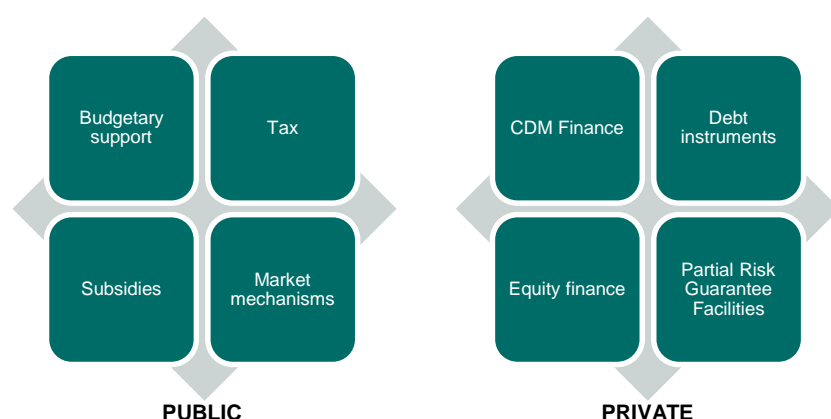 Budgetary
support
Tax
Subsidies
Market
mechanisms
PUBLIC
CDM Finance
Debt
instruments
Equity finance
Partial Risk
Guarantee
Facilities
PRIVATE